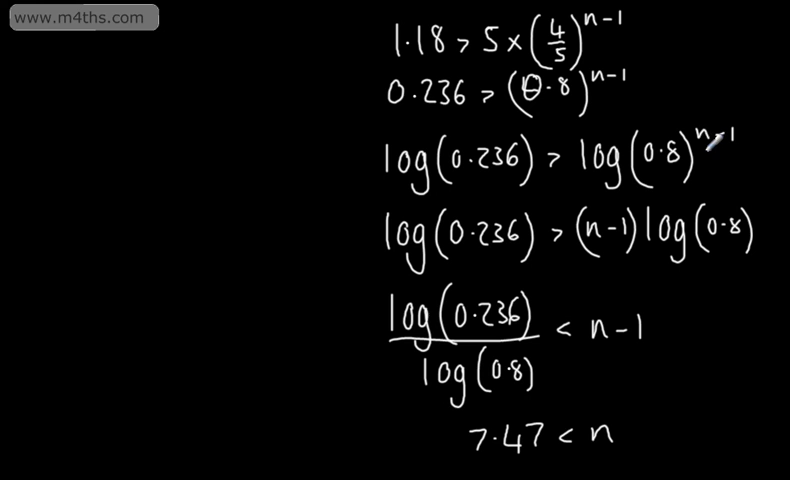 www.m4ths.com
1.18 > 5 × (4/5)^(n-1)
0.236 > (0.8)^(n-1)
log(0.236) > log(0.8)^(n-1)
log(0.236) > (n-1)log(0.8)
log(0.236)/log(0.8) < n-1
7.47 < n